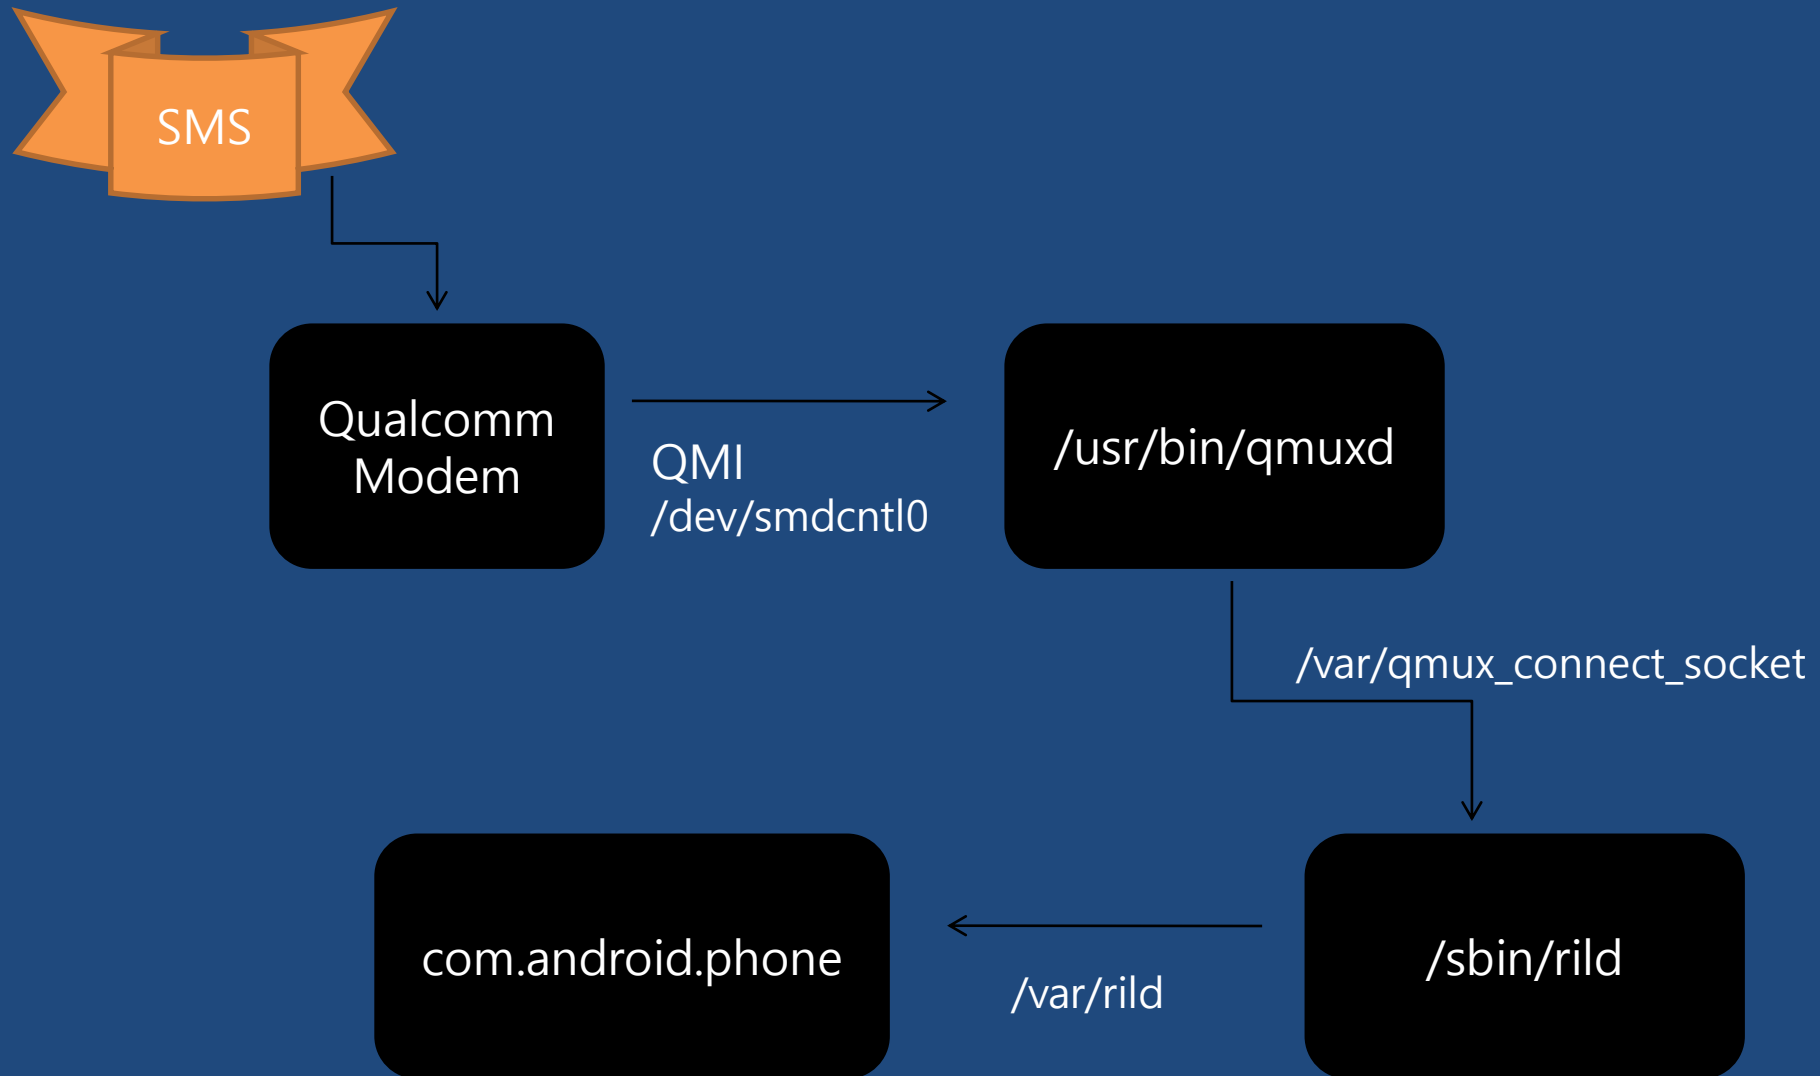 SMS
Qualcomm
Modem
QMI
/dev/smdcntl0
/usr/bin/qmuxd
/var/qmux_connect_socket
/sbin/rild
/var/rild
com.android.phone